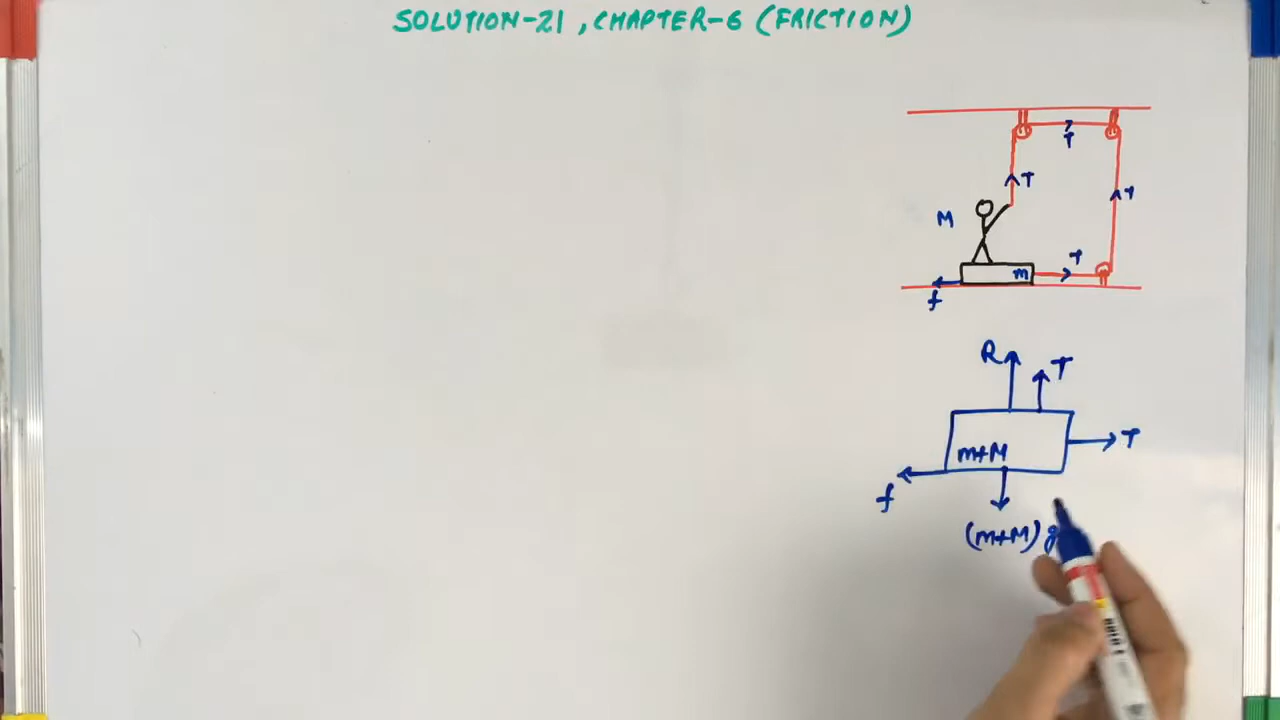 SOLUTION-21, CHAPTER-6 (FRICTION)
T
T
T
M
T
m
f
R
T
T
m+M
f
(m+M) g